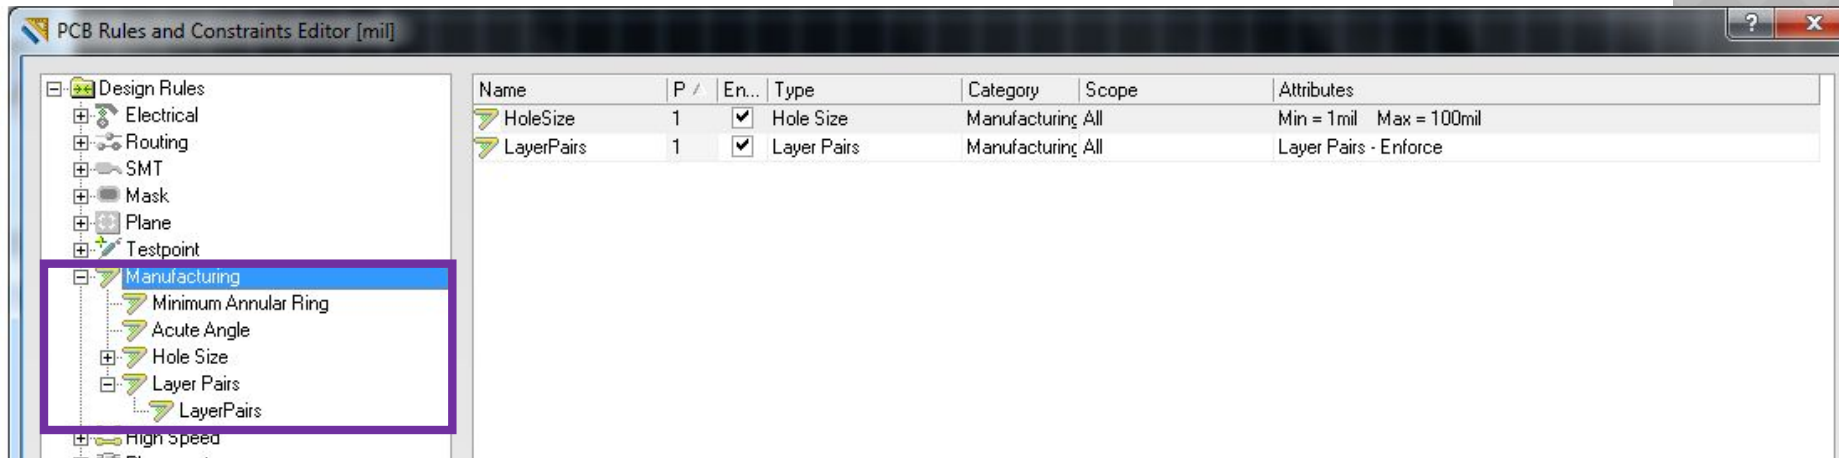 PCB Rules and Constraints Editor [mil]
Design Rules
Electrical
Routing
SMT
Mask
Plane
Testpoint
Manufacturing
Minimum Annular Ring
Acute Angle
Hole Size
Layer Pairs
LayerPairs
High Speed
Name P En... Type Category Scope Attributes
HoleSize 1 Hole Size Manufacturing All Min = 1mil Max = 100mil
LayerPairs 1 Layer Pairs Manufacturing All Layer Pairs - Enforce